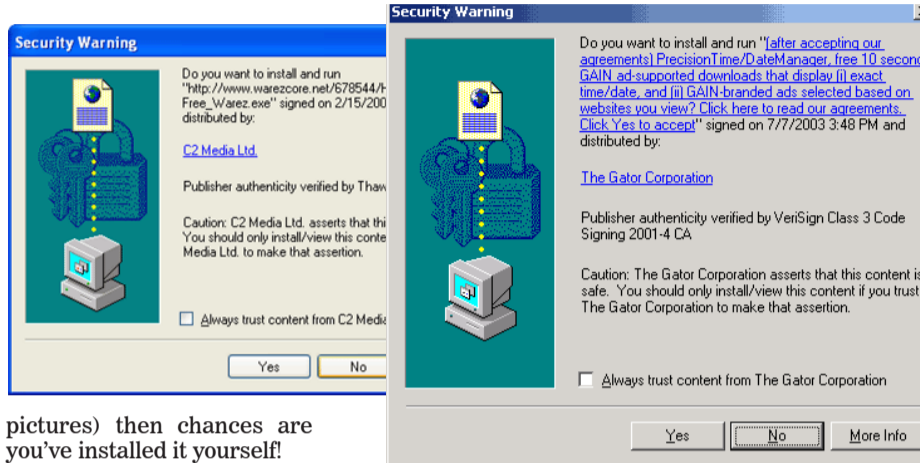 Security Warning
Do you want to install and run
"http://www.warezcore.net/678544/
Free_Warez.exe" signed on 2/15/200
distributed by:
C2 Media Ltd.
Publisher authenticity verified by Thaw
Caution: C2 Media Ltd. asserts that thi
You should only install/view this conte
Media Ltd. to make that assertion.
Always trust content from C2 Media
Yes No
pictures) then chances are
you've installed it yourself!
Security Warning
Do you want to install and run "(after accepting our
agreements) PrecisionTime/DateManager, free 10 second
GAIN ad-supported downloads that display (i) exact
time/date, and (ii) GAIN-branded ads selected based on
websites you view? Click here to read our agreements.
Click Yes to accept" signed on 7/7/2003 3:48 PM and
distributed by:
The Gator Corporation
Publisher authenticity verified by VeriSign Class 3 Code
Signing 2001-4 CA
Caution: The Gator Corporation asserts that this content is
safe. You should only install/view this content if you trust
The Gator Corporation to make that assertion.
Always trust content from The Gator Corporation
Yes No More Info